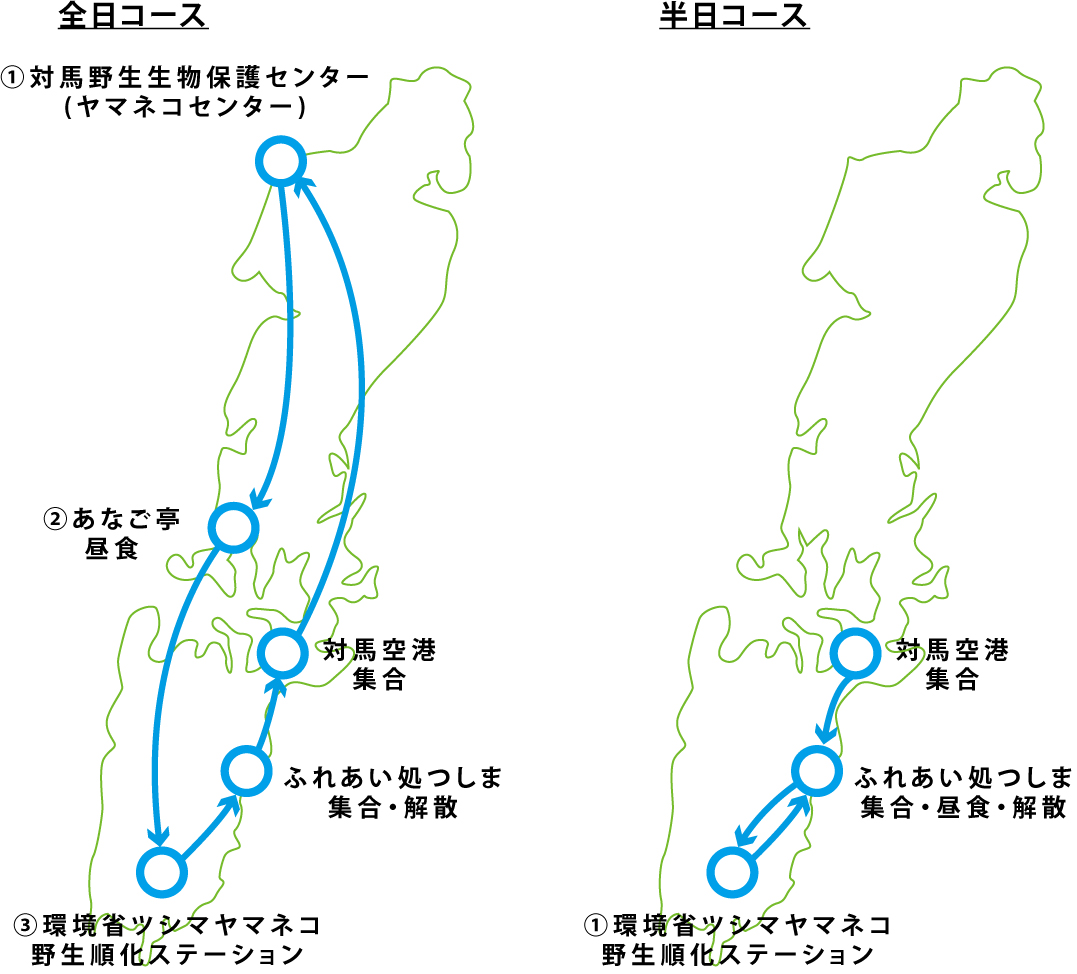 全日コース
①対馬野生生物保護センター
(ヤマネコセンター)
②あなご亭
昼食
対馬空港
集合
ふれあい処つしま
集合・解散
③環境省ツシマヤマネコ
野生順化ステーション
半日コース
対馬空港
集合
ふれあい処つしま
集合・昼食・解散
①環境省ツシマヤマネコ
野生順化ステーション